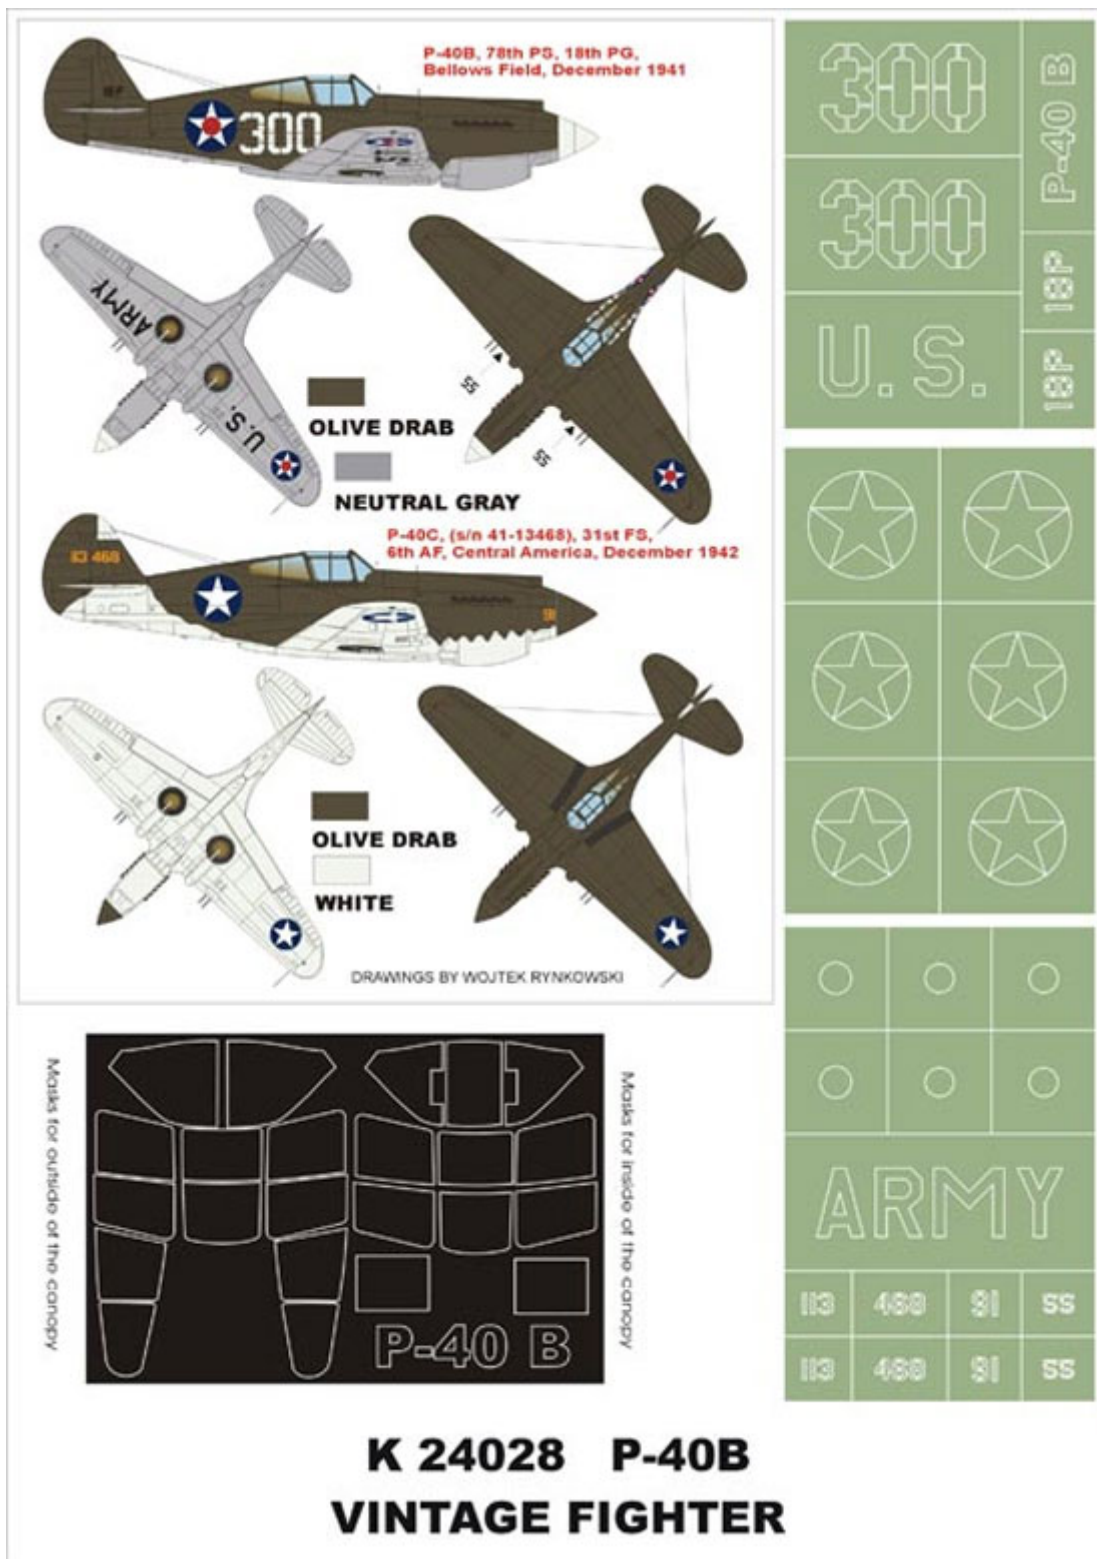 P-40B, 78th PS, 18th PG,
Bellows Field, December 1941
18P
300
ARMY
U.S.
55
55
OLIVE DRAB
NEUTRAL GRAY
P-40C, (s/n 41-13468), 31st FS,
6th AF, Central America, December 1942
113 468
91
OLIVE DRAB
WHITE
DRAWINGS BY WOJTEK RYNKOWSKI
300
P-40 B
300
18P
U.S.
18P
ARMY
113 468 91 55
113 468 91 55
Masks for outside of the canopy
P-40 B
Masks for inside of the canopy
K 24028 P-40B
VINTAGE FIGHTER